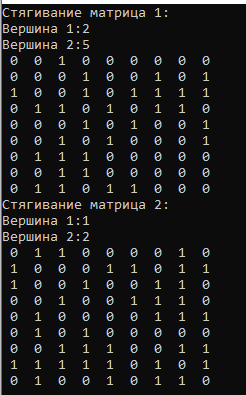 Стягивание матрица 1:
Вершина 1:2
Вершина 2:5
0 0 1 0 0 0 0 0 0
0 0 0 1 0 0 1 0 1
1 0 0 1 0 1 1 1 1
0 1 1 0 1 0 1 1 0
0 0 0 1 0 1 0 0 1
0 0 1 0 1 0 0 0 1
0 1 1 1 0 0 0 0 0
0 0 1 1 0 0 0 0 0
0 1 1 0 1 1 0 0 0
Стягивание матрица 2:
Вершина 1:1
Вершина 2:2
0 1 1 0 0 0 0 1 0
1 0 0 0 1 1 0 1 1
1 0 0 1 0 0 1 1 0
0 0 1 0 0 1 1 1 0
0 1 0 0 0 0 1 1 1
0 1 0 1 0 0 0 0 0
0 0 1 1 1 0 0 1 1
1 1 1 1 1 0 1 0 1
0 1 0 0 1 0 1 1 0